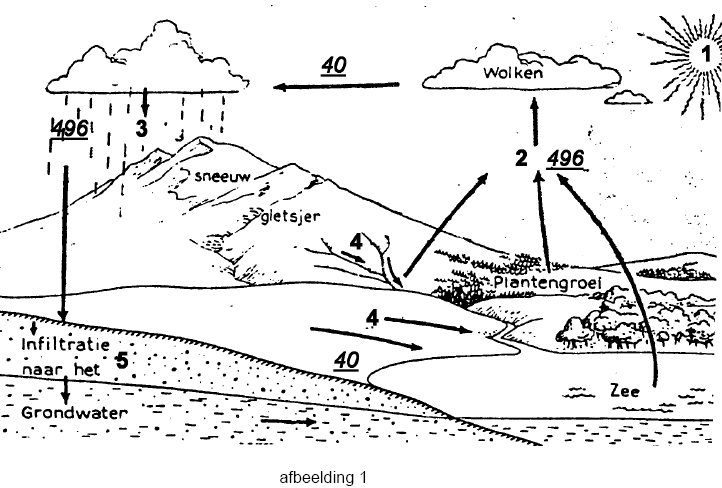 1
40
Wolken
496
3
2 496
sneeuw
gletsjer
4
Plantengroei
4
Infiltratie
naar het
5
40
Zee
Grondwater
afbeelding 1